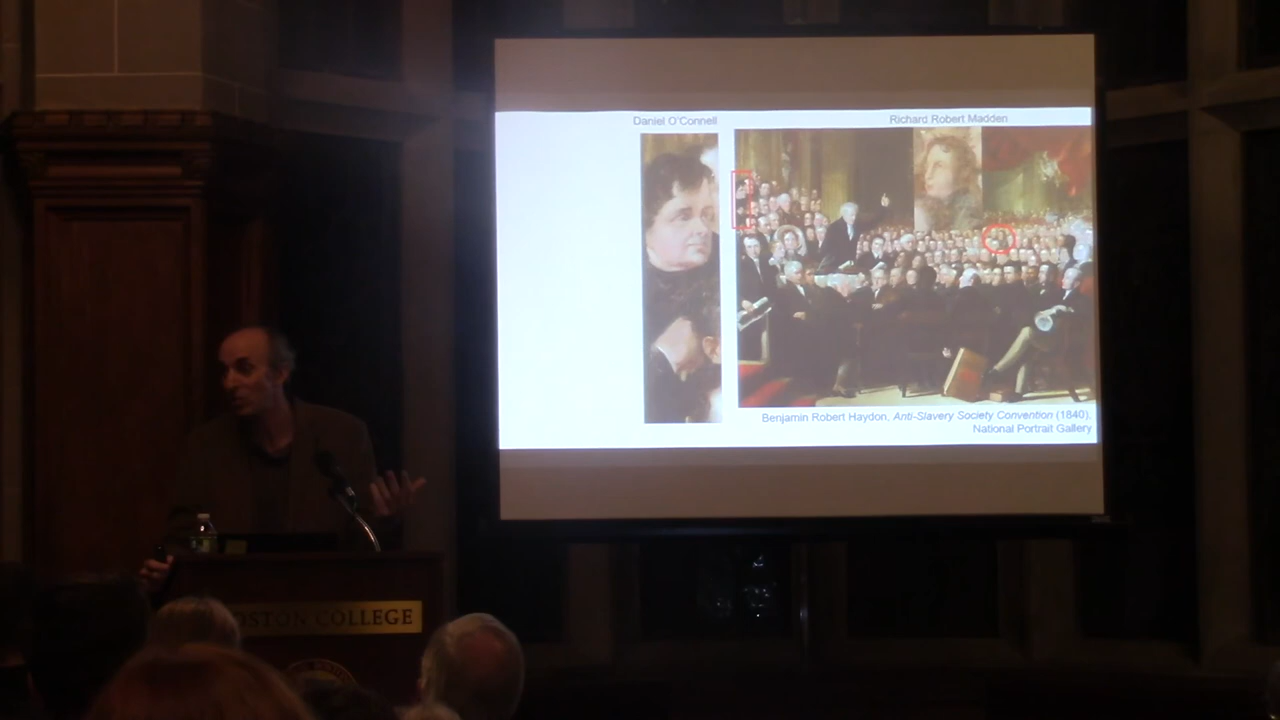 Daniel O'Connell
Richard Robert Madden
Benjamin Robert Haydon, Anti-Slavery Society Convention (1840),
National Portrait Gallery
OSTON COLLEGE